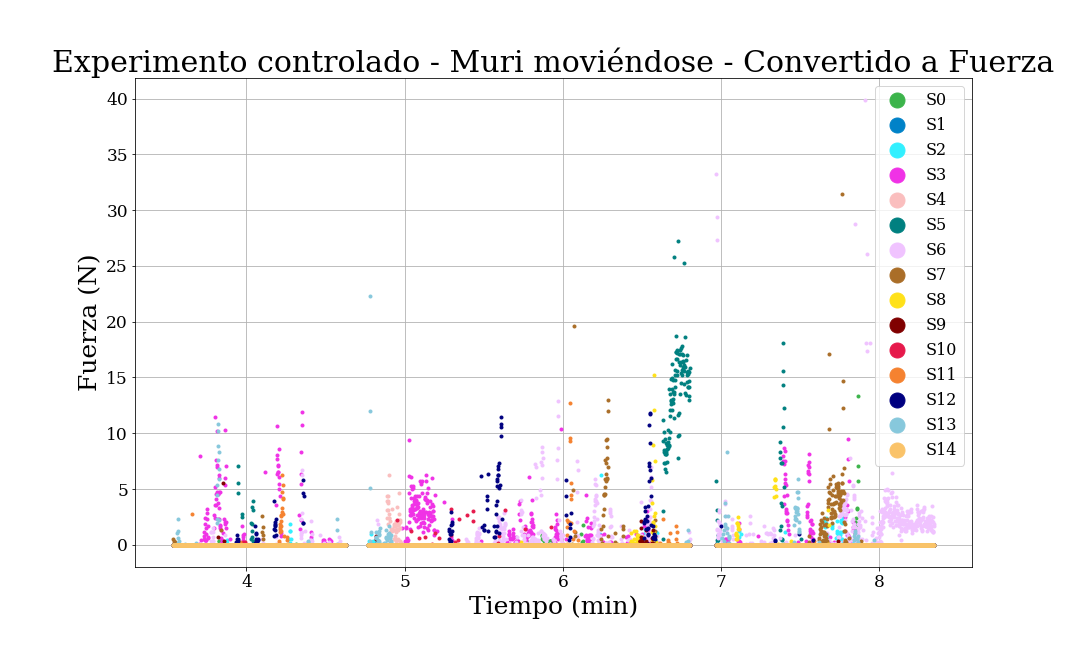 Experimento controlado - Muri moviéndose - Convertido a Fuerza
Fuerza (N)
40
35
30
25
20
15
10
5
0
4
5
6
7
8
Tiempo (min)
S0
S1
S2
S3
S4
S5
S6
S7
S8
S9
S10
S11
S12
S13
S14